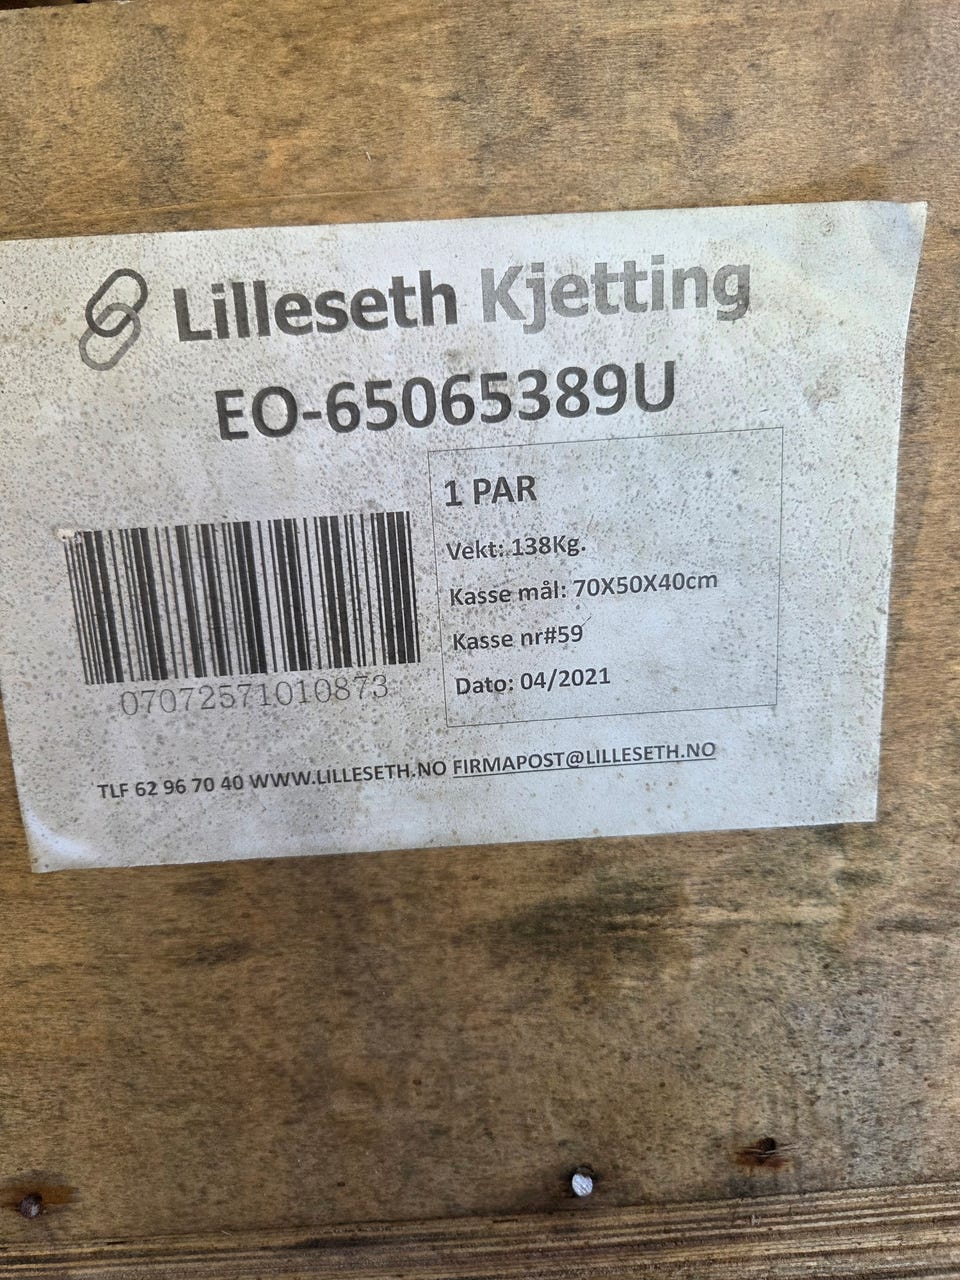 Lilleseth Kjetting
EO-65065389U
1 PAR
Vekt: 138Kg.
Kasse mål: 70X50X40cm
Kasse nr#59
Dato: 04/2021
07072571010873
TLF 62 96 70 40 WWW.LILLESETH.NO FIRMAPOST@LILLESETH.NO